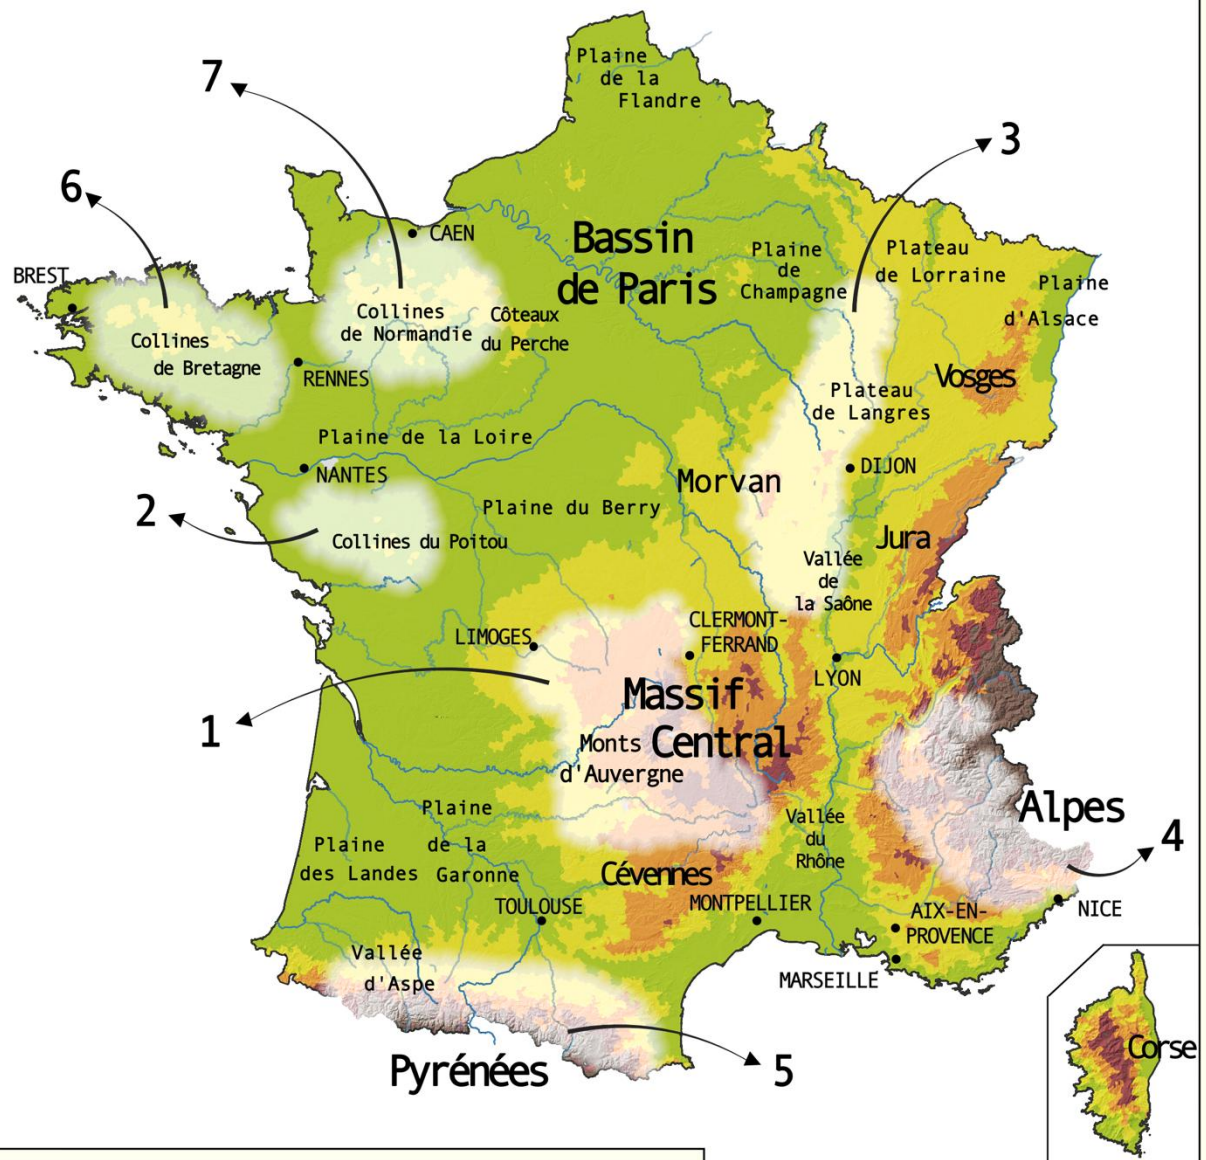 Plaine
de la
Flandre
7
3
6
CAEN
Bassin
de Paris
Plaine
de
Champagne
Plateau
de Lorraine
Plaine
d'Alsace
BREST
Collines
de Bretagne
Collines
de Normandie
Côteaux
du Perche
RENNES
Vosges
Plateau
de Langres
Plaine de la Loire
NANTES
DIJON
Morvan
2
Plaine du Berry
Collines du Poitou
Jura
Vallée
de
la Saône
LIMOGES
CLERMONT-
FERRAND
LYON
1
Massif
Central
Monts
d'Auvergne
Alpes
4
Plaine
de la
Garonne
Plaine
des Landes
Vallée
du
Rhône
Cévennes
TOULOUSE
MONTPELLIER
AIX-EN-
PROVENCE
NICE
MARSEILLE
Vallée
d'Aspe
Pyrénées
5
Corse